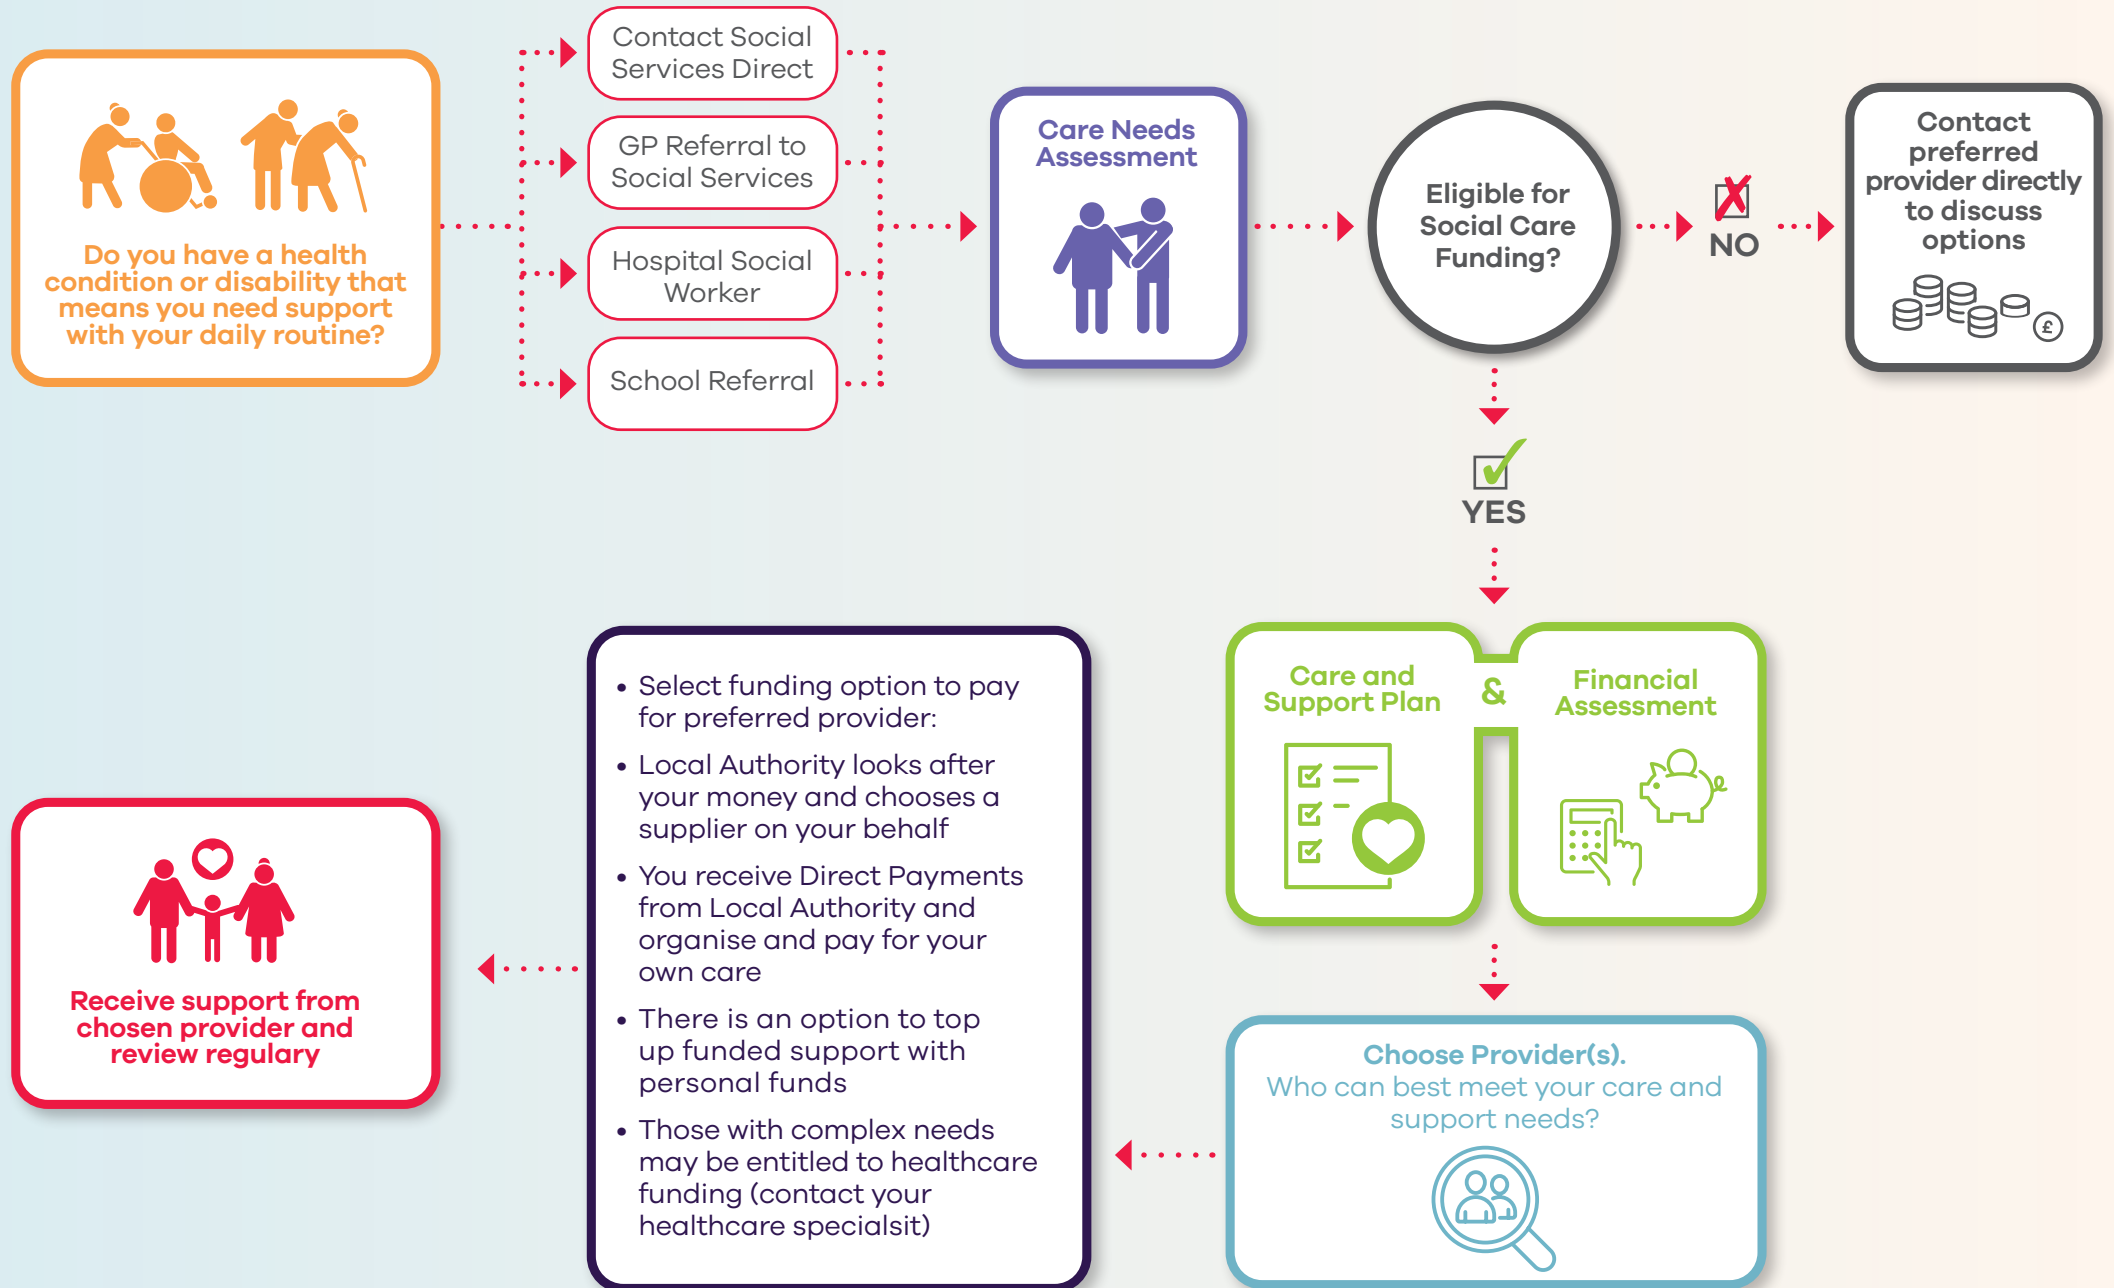 Do you have a health
condition or disability that
means you need support
with your daily routine?
Contact Social
Services Direct
GP Referral to
Social Services
Hospital Social
Worker
School Referral
Care Needs
Assessment
Eligible for
Social Care
Funding?
NO
Contact
preferred
provider directly
to discuss
options
£
YES
Care and
Support Plan
&
Financial
Assessment
Choose Provider(s).
Who can best meet your care and
support needs?
• Select funding option to pay
for preferred provider:
• Local Authority looks after
your money and chooses a
supplier on your behalf
• You receive Direct Payments
from Local Authority and
organise and pay for your
own care
• There is an option to top
up funded support with
personal funds
• Those with complex needs
may be entitled to healthcare
funding (contact your
healthcare specialsit)
Receive support from
chosen provider and
review regulary